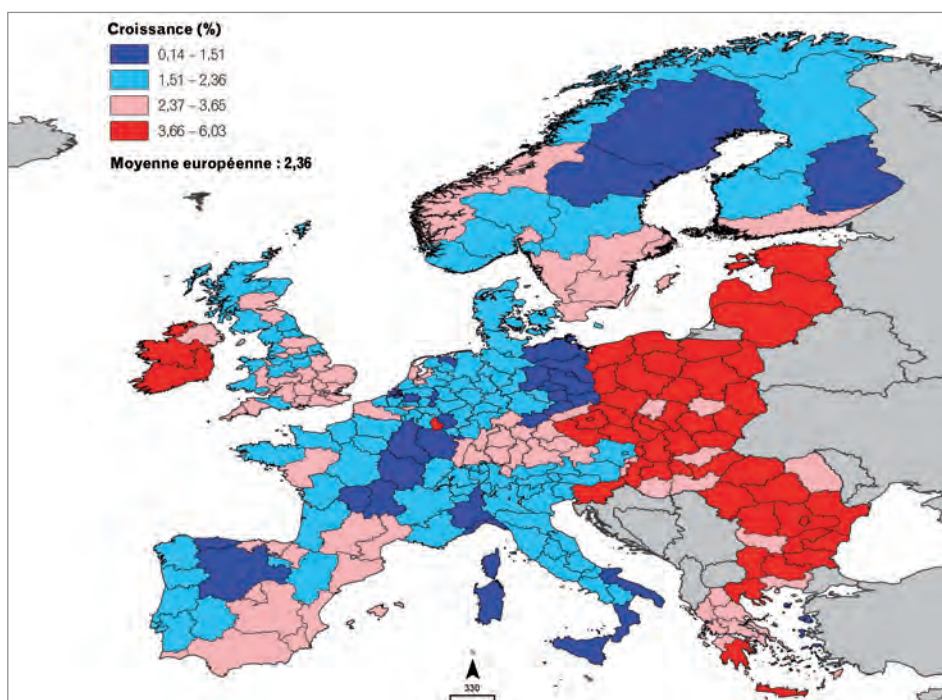 Croissance (%)
0,14 – 1.51
1.51 – 2,36
2,37 – 3.65
3,66 – 6,03
Moyenne européenne : 2,36
330